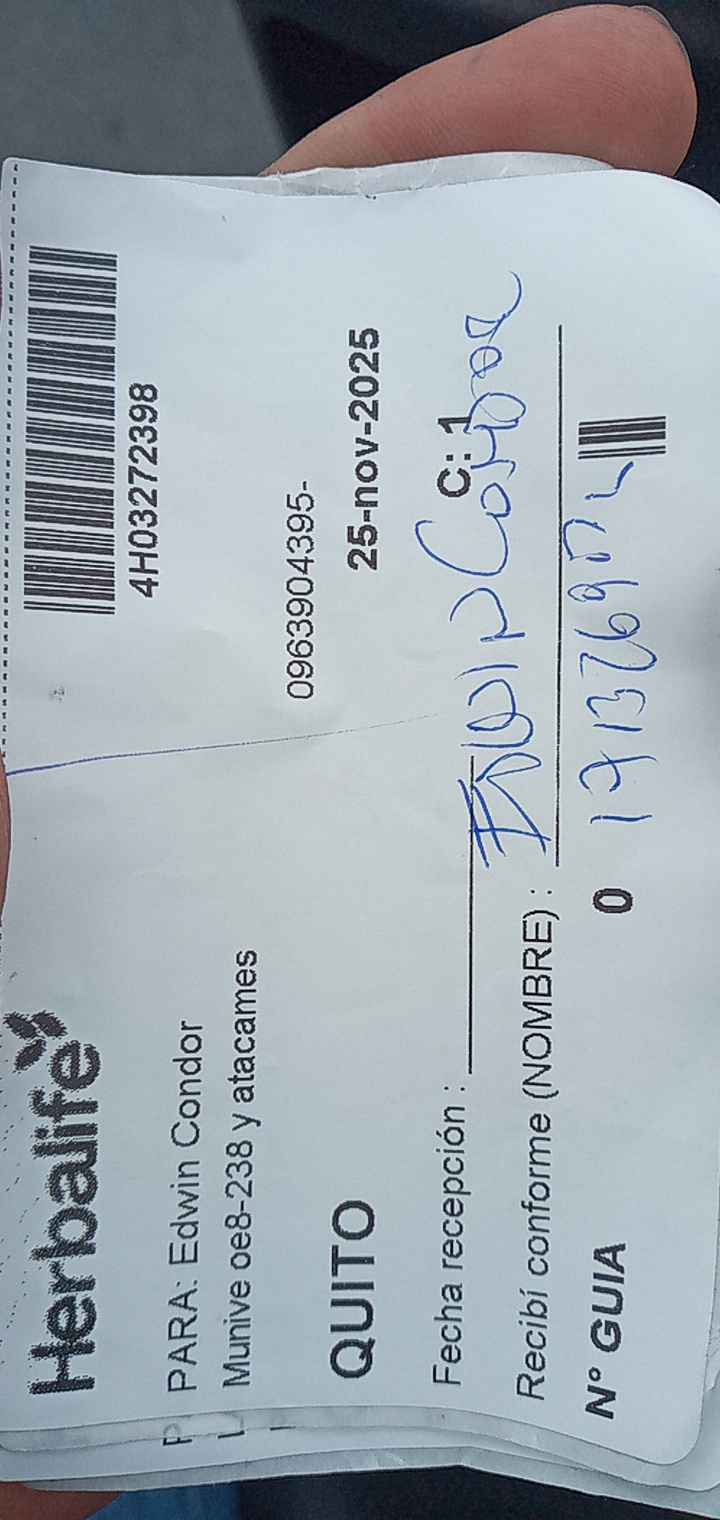 Herbalife
4H03272398
PARA: Edwin Condor
Munive oe8-238 y atacames
0963904395-
QUITO 25-nov-2025
C: 1
Fecha recepción :
Recibí conforme (NOMBRE) : EDWIN CONDOR
Nº GUIA 0